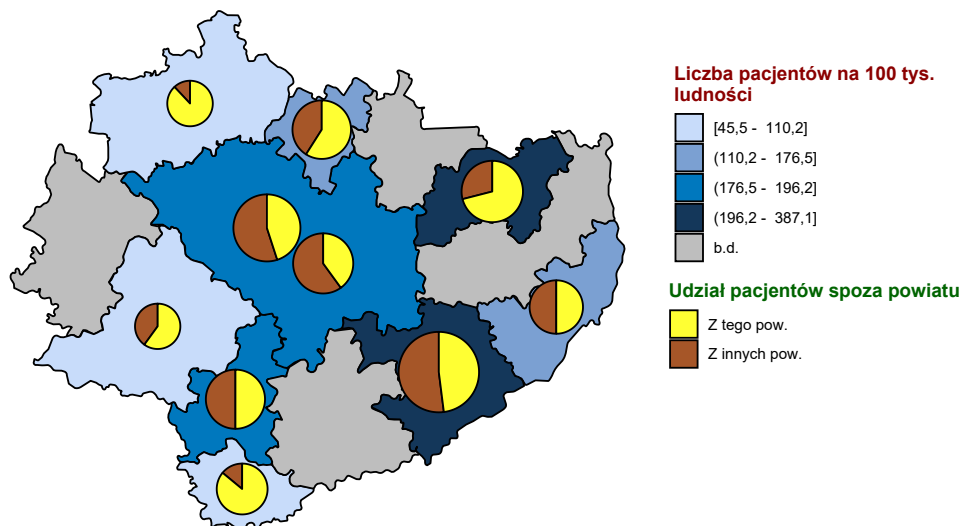 Liczba pacjentów na 100 tys.
ludności
[45,5 - 110,2]
(110,2 - 176,5]
(176,5 - 196,2]
(196,2 - 387,1]
b.d.
Udział pacjentów spoza powiatu
Z tego pow.
Z innych pow.